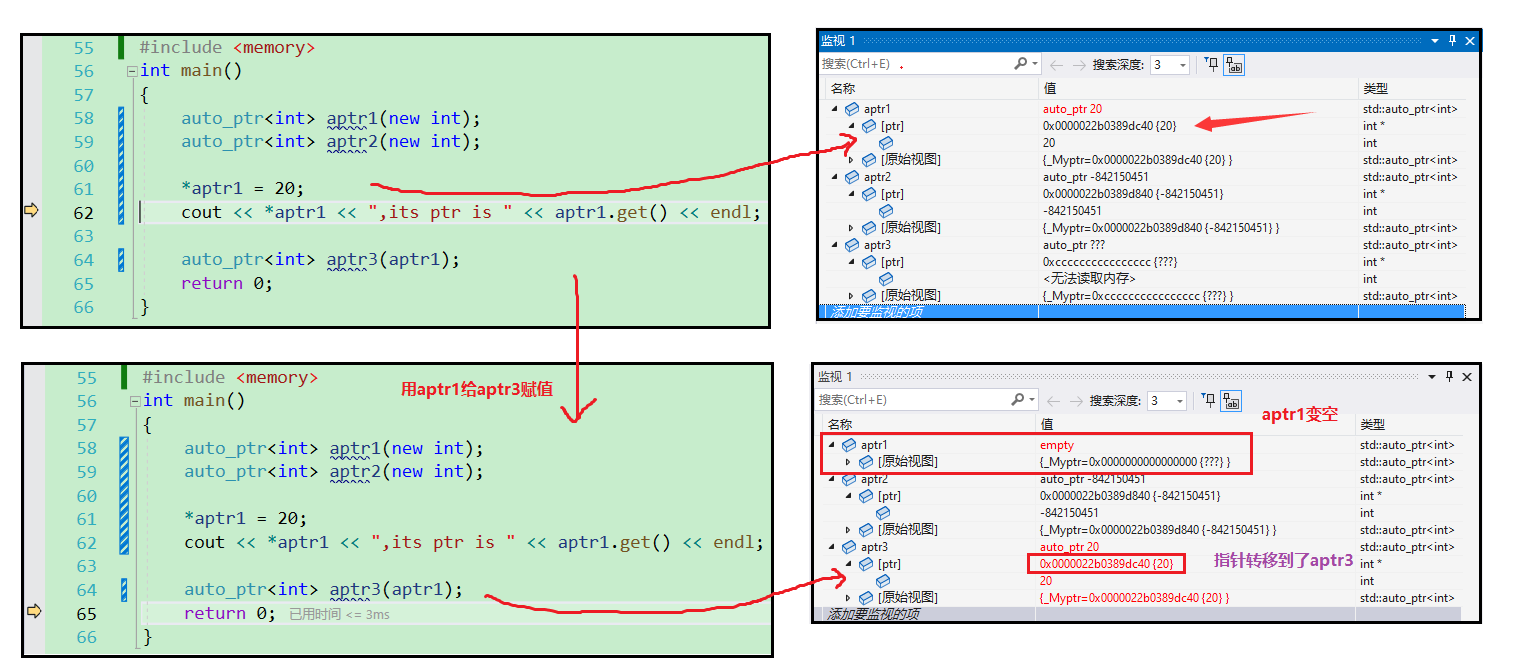 55 #include <memory>
56 int main()
57 {
58 auto_ptr<int> aptr1(new int);
59 auto_ptr<int> aptr2(new int);
60
61 *aptr1 = 20;
62 cout << *aptr1 << ",its ptr is " << aptr1.get() << endl;
63
64 auto_ptr<int> aptr3(aptr1);
65 return 0;
66 }
监视 1
搜索(Ctrl+E) 搜索深度: 3
名称 值 类型
aptr1 auto_ptr 20 std::auto_ptr<int>
[ptr] 0x0000022b0389dc40 {20} int *
20 int
[原始视图] {_Myptr=0x0000022b0389dc40 {20} } std::auto_ptr<int>
aptr2 auto_ptr -842150451 std::auto_ptr<int>
[ptr] 0x0000022b0389d840 {-842150451} int *
-842150451 int
[原始视图] {_Myptr=0x0000022b0389d840 {-842150451} } std::auto_ptr<int>
aptr3 auto_ptr ??? std::auto_ptr<int>
[ptr] 0xcccccccccccccccc {???} int *
<无法读取内存> int
[原始视图] {_Myptr=0xcccccccccccccccc {???} } std::auto_ptr<int>
添加要监视的项
用aptr1给aptr3赋值
55 #include <memory>
56 int main()
57 {
58 auto_ptr<int> aptr1(new int);
59 auto_ptr<int> aptr2(new int);
60
61 *aptr1 = 20;
62 cout << *aptr1 << ",its ptr is " << aptr1.get() << endl;
63
64 auto_ptr<int> aptr3(aptr1);
65 return 0; 已用时间 <= 3ms
66 }
监视 1
搜索(Ctrl+E) 搜索深度: 3
aptr1变空
名称 值 类型
aptr1 empty std::auto_ptr<int>
[原始视图] {_Myptr=0x0000000000000000 {???} } std::auto_ptr<int>
aptr2 auto_ptr -842150451 std::auto_ptr<int>
[ptr] 0x0000022b0389d840 {-842150451} int *
-842150451 int
[原始视图] {_Myptr=0x0000022b0389d840 {-842150451} } std::auto_ptr<int>
aptr3 auto_ptr 20 std::auto_ptr<int>
[ptr] 0x0000022b0389dc40 {20} 指针转移到了aptr3 int *
20 int
[原始视图] {_Myptr=0x0000022b0389dc40 {20} } std::auto_ptr<int>
添加要监视的项